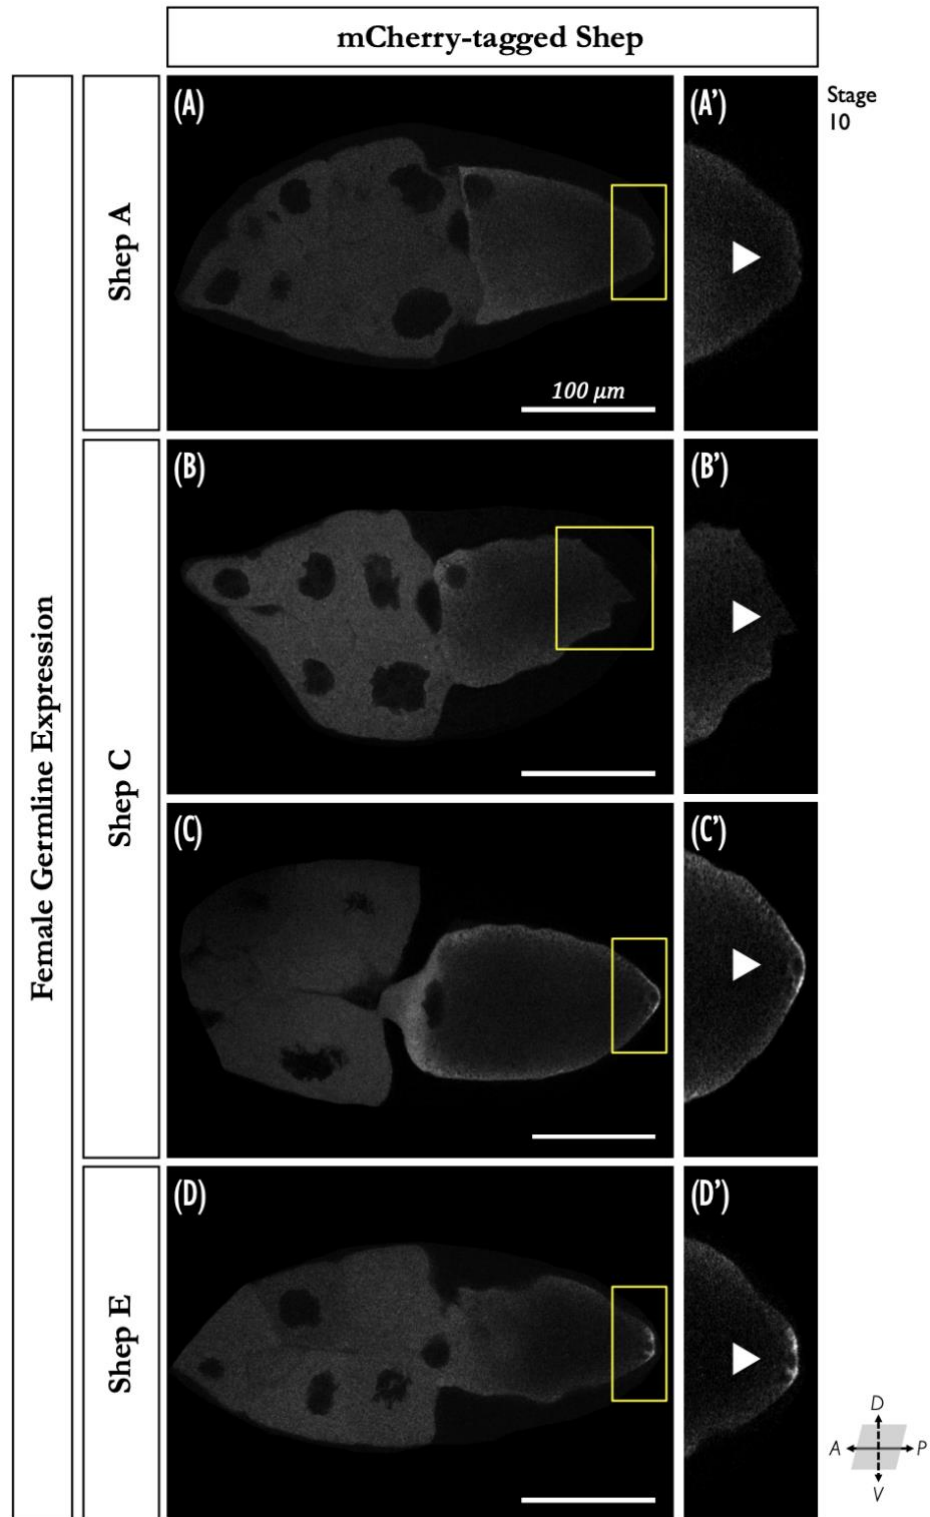 mCherry-tagged Shep
Female Germline Expression
Shep A
(A)
100 µm
(A')
Stage
10
Shep C
(B)
(B')
(C)
(C')
Shep E
(D)
(D')
D
A
P
V